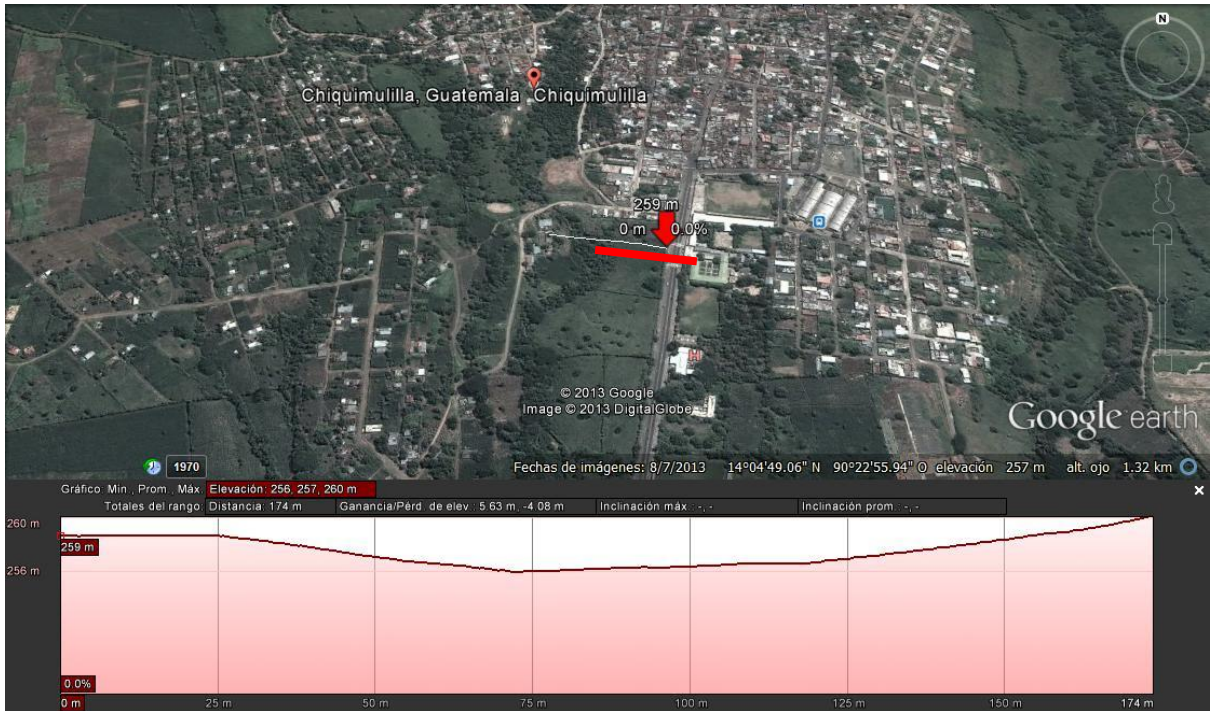 N
Chiquimulilla, Guatemala Chiquimulilla
259 m
0 m 0.0%
H
© 2013 Google
Image © 2013 DigitalGlobe
Google earth
1970
Fechas de imágenes: 8/7/2013 14°04'49.06" N 90°22'55.94" O elevación 257 m alt. ojo 1.32 km
Gráfico: Mín., Prom., Máx. Elevación: 256, 257, 260 m
Totales del rango: Distancia: 174 m Ganancia/Pérd. de elev.: 5.63 m, -4.08 m Inclinación máx.: -, - Inclinación prom.: -, -
260 m
259 m
256 m
0.0%
0 m 25 m 50 m 75 m 100 m 125 m 150 m 174 m